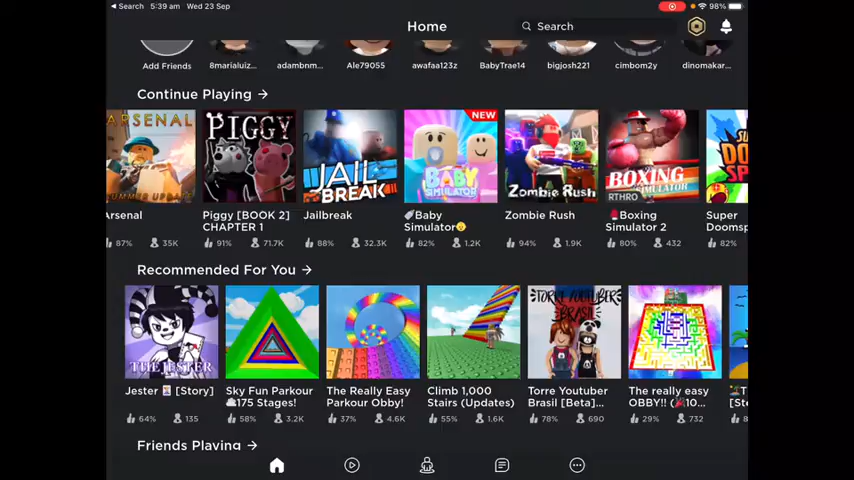 Search 5:39 am Wed 23 Sep 98%
Home
Search
Add Friends 8marialuiz... adambnm... Ale79055 awafaa123z BabyTrae14 bigjosh221 cimbom2y dinomakar...
Continue Playing →
ARSENAL
SUMMER UPDATE
PIGGY
JAIL
BREAK
NEW
BABY
SIMULATOR
Zombie Rush
BOXING
SIMULATOR
RTHRO
Arsenal
87% 35K
Piggy [BOOK 2]
CHAPTER 1
91% 71.7K
Jailbreak
88% 32.3K
🍼Baby
Simulator👶
82% 1.2K
Zombie Rush
94% 1.9K
🥊Boxing
Simulator 2
80% 432
Super
Doomsp
82%
Recommended For You →
THE JESTER
TORRE YOUTUBER
BRASIL
Jester 🃏 [Story]
64% 135
Sky Fun Parkour
175 Stages!
58% 3.2K
The Really Easy
Parkour Obby!
37% 4.6K
Climb 1,000
Stairs (Updates)
55% 1.6K
Torre Youtuber
Brasil [Beta]...
78% 690
The really easy
OBBY!! (🎉10...
29% 732
Friends Playing →